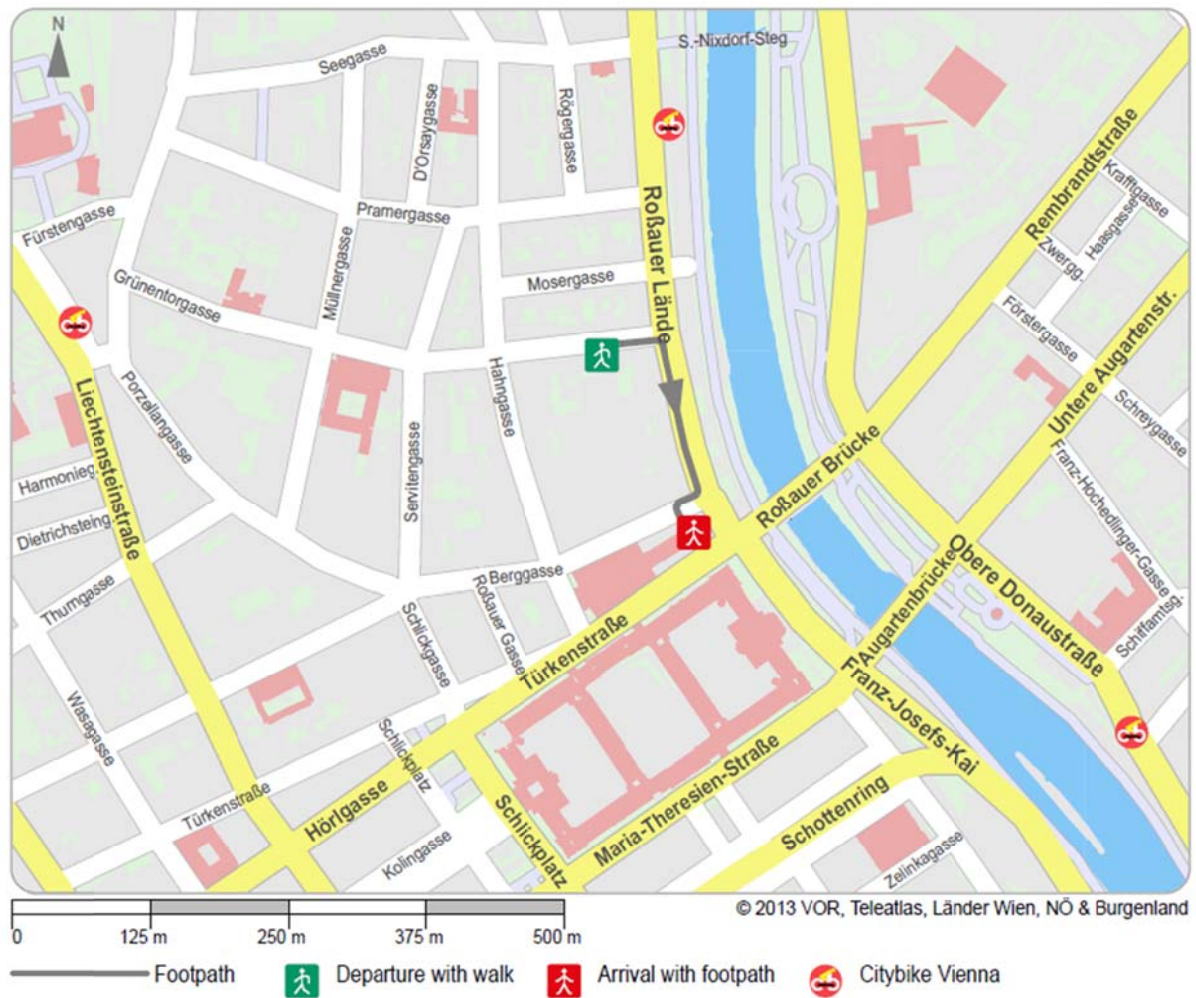 N
S.-Nixdorf-Steg
Seegasse
Rögergasse
D'Orsaygasse
Rembrandtstraße
Krafftgasse
Haasgasse
Zwergg.
Roßauer Lände
Pramergasse
Fürstengasse
Müllnergasse
Mosergasse
Grünentorgasse
Förstergasse
Untere Augartenstr.
Hahngasse
Porzellangasse
Liechtensteinstraße
Schreygasse
Servitengasse
Roßauer Brücke
Franz-Hochedlinger-Gasse
Harmonieg.
Dietrichsteing.
Obere Donaustraße
Berggasse
Thurngasse
Roßauer Gasse
Augartenbrücke
Schiffamtsg.
Schlickgasse
Türkenstraße
Franz-Josefs-Kai
Wasagasse
Schlickplatz
Maria-Theresien-Straße
Schottenring
Türkenstraße
Hörlgasse
Schlickplatz
Kolingasse
Zelinkagasse
© 2013 VOR, Teleatlas, Länder Wien, NÖ & Burgenland
0 125 m 250 m 375 m 500 m
Footpath Departure with walk Arrival with footpath Citybike Vienna